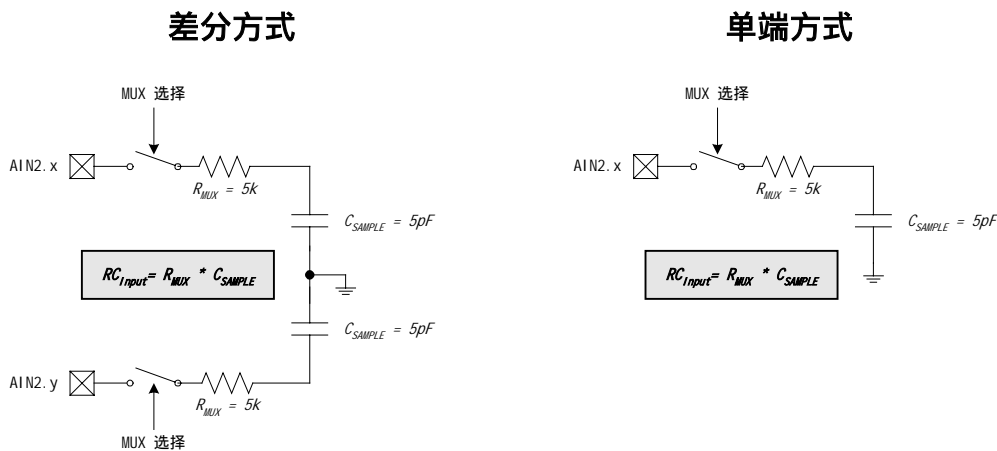 差分方式
MUX 选择
AIN2.x
R_MUX = 5k
C_SAMPLE = 5pF
RC_Input= R_MUX * C_SAMPLE
C_SAMPLE = 5pF
AIN2.y
R_MUX = 5k
MUX 选择
单端方式
MUX 选择
AIN2.x
R_MUX = 5k
C_SAMPLE = 5pF
RC_Input= R_MUX * C_SAMPLE